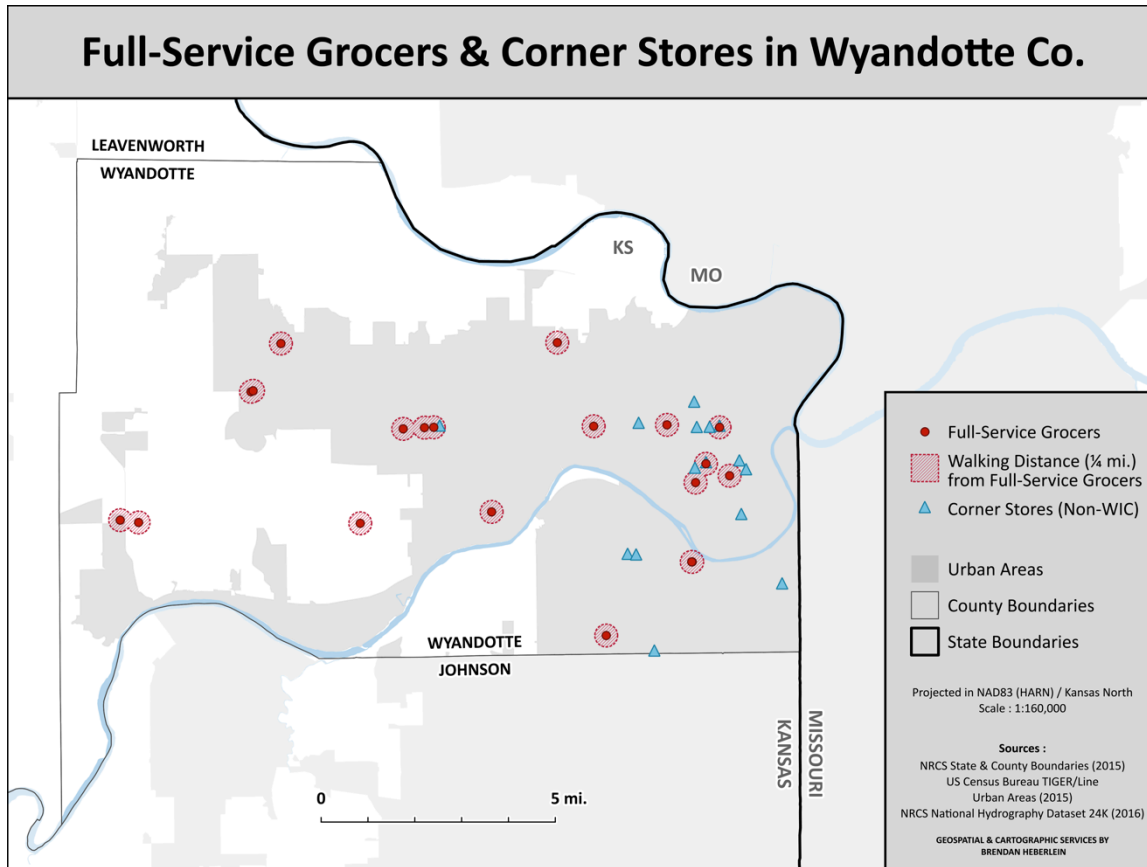 Full-Service Grocers & Corner Stores in Wyandotte Co.
LEAVENWORTH
WYANDOTTE
KS
MO
Full-Service Grocers
Walking Distance (¼ mi.)
from Full-Service Grocers
Corner Stores (Non-WIC)
Urban Areas
County Boundaries
State Boundaries
WYANDOTTE
JOHNSON
KANSAS
MISSOURI
0
5 mi.
Projected in NAD83 (HARN) / Kansas North
Scale : 1:160,000
Sources :
NRCS State & County Boundaries (2015)
US Census Bureau TIGER/Line
Urban Areas (2015)
NRCS National Hydrography Dataset 24K (2016)
GEOSPATIAL & CARTOGRAPHIC SERVICES BY
BRENDAN HEBERLEIN